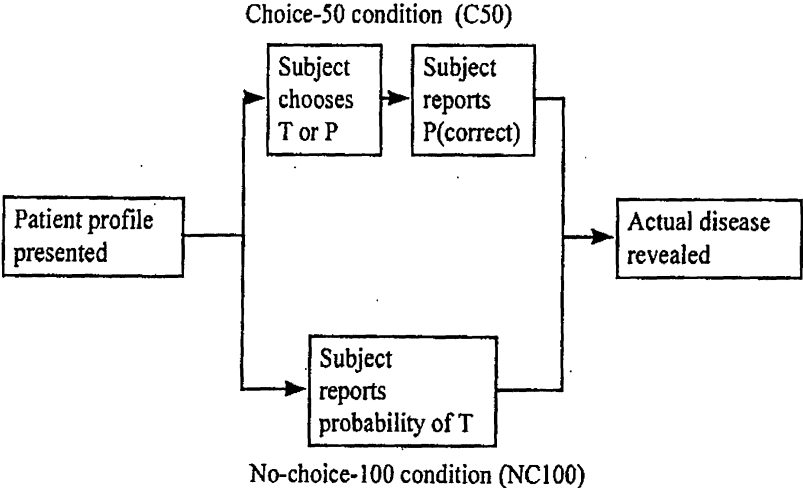 Choice-50 condition (C50)
Subject
chooses
T or P
Subject
reports
P(correct)
Patient profile
presented
Actual disease
revealed
Subject
reports
probability of T
No-choice-100 condition (NC100)